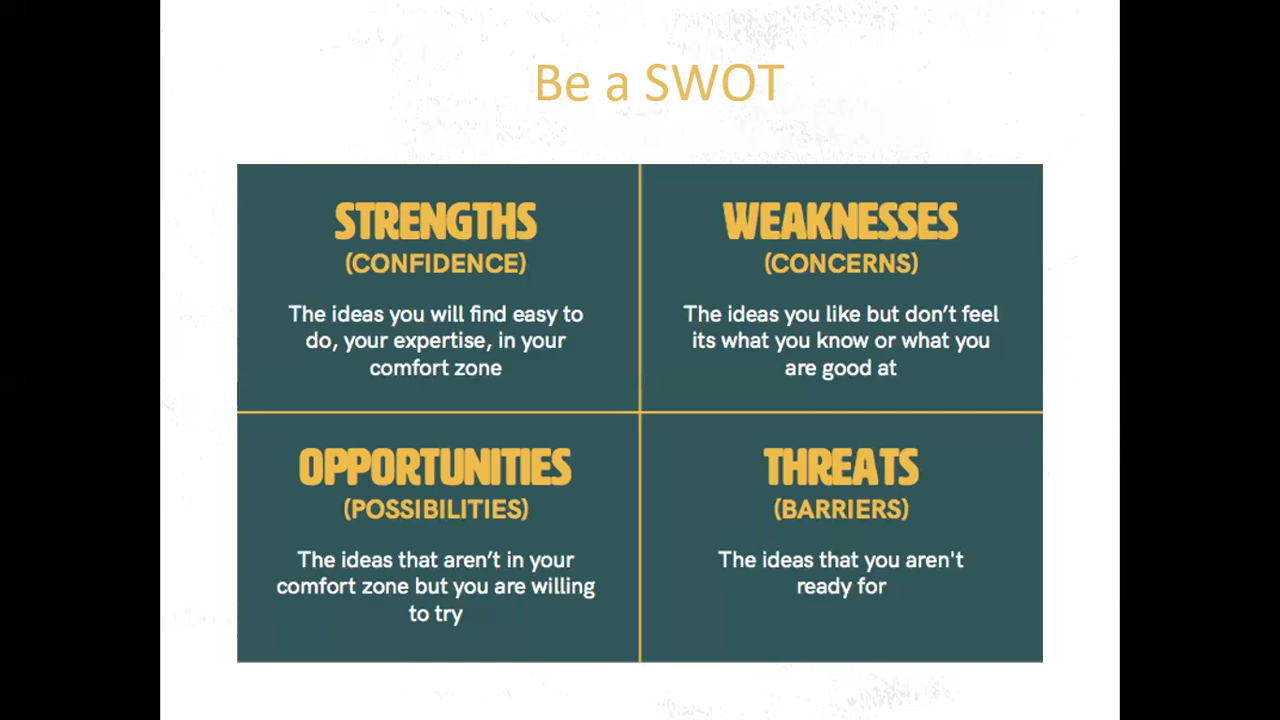 Be a SWOT
STRENGTHS
(CONFIDENCE)
The ideas you will find easy to
do, your expertise, in your
comfort zone
WEAKNESSES
(CONCERNS)
The ideas you like but don’t feel
its what you know or what you
are good at
OPPORTUNITIES
(POSSIBILITIES)
The ideas that aren’t in your
comfort zone but you are willing
to try
THREATS
(BARRIERS)
The ideas that you aren't
ready for